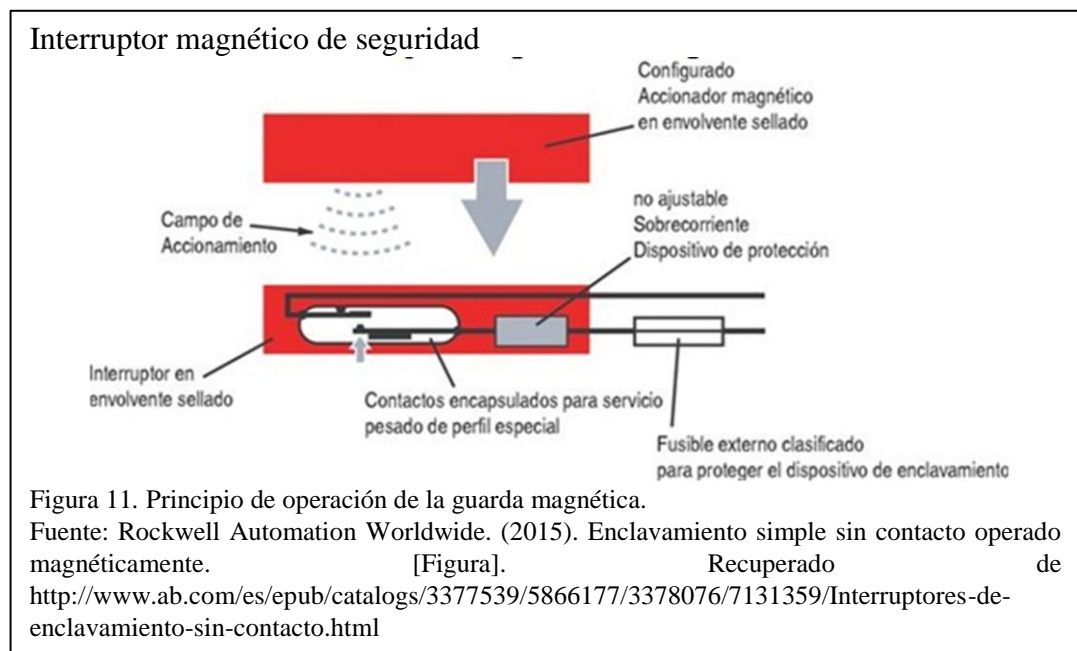 Interruptor magnético de seguridad
Configurado
Accionador magnético
en envolvente sellado
no ajustable
Sobrecorriente
Dispositivo de protección
Campo de
Accionamiento
Interruptor en
envolvente sellado
Contactos encapsulados para servicio
pesado de perfil especial
Fusible externo clasificado
para proteger el dispositivo de enclavamiento
Figura 11. Principio de operación de la guarda magnética.
Fuente: Rockwell Automation Worldwide. (2015). Enclavamiento simple sin contacto operado
magnéticamente. [Figura]. Recuperado de
http://www.ab.com/es/epub/catalogs/3377539/5866177/3378076/7131359/Interruptores-de-
enclavamiento-sin-contacto.html